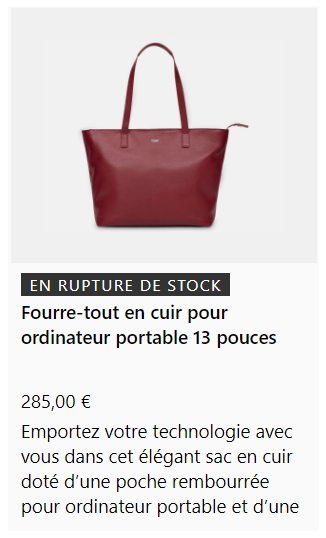 EN RUPTURE DE STOCK
Fourre-tout en cuir pour
ordinateur portable 13 pouces
285,00 €
Emportez votre technologie avec
vous dans cet élégant sac en cuir
doté d’une poche rembourrée
pour ordinateur portable et d’une